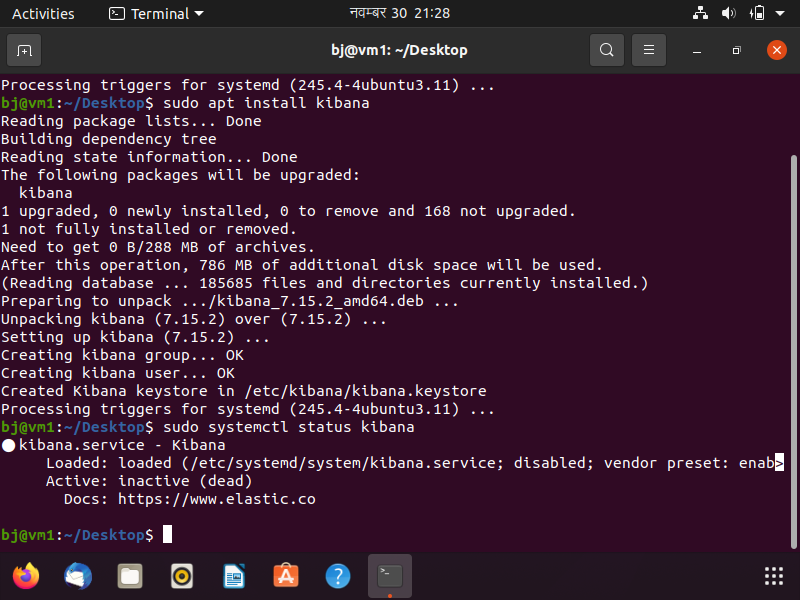 Activities Terminal नवम्बर 30 21:28
bj@vm1: ~/Desktop
Processing triggers for systemd (245.4-4ubuntu3.11) ...
bj@vm1:~/Desktop$ sudo apt install kibana
Reading package lists... Done
Building dependency tree
Reading state information... Done
The following packages will be upgraded:
  kibana
1 upgraded, 0 newly installed, 0 to remove and 168 not upgraded.
1 not fully installed or removed.
Need to get 0 B/288 MB of archives.
After this operation, 786 MB of additional disk space will be used.
(Reading database ... 185685 files and directories currently installed.)
Preparing to unpack .../kibana_7.15.2_amd64.deb ...
Unpacking kibana (7.15.2) over (7.15.2) ...
Setting up kibana (7.15.2) ...
Creating kibana group... OK
Creating kibana user... OK
Created Kibana keystore in /etc/kibana/kibana.keystore
Processing triggers for systemd (245.4-4ubuntu3.11) ...
bj@vm1:~/Desktop$ sudo systemctl status kibana
● kibana.service - Kibana
     Loaded: loaded (/etc/systemd/system/kibana.service; disabled; vendor preset: enab>
     Active: inactive (dead)
       Docs: https://www.elastic.co
bj@vm1:~/Desktop$